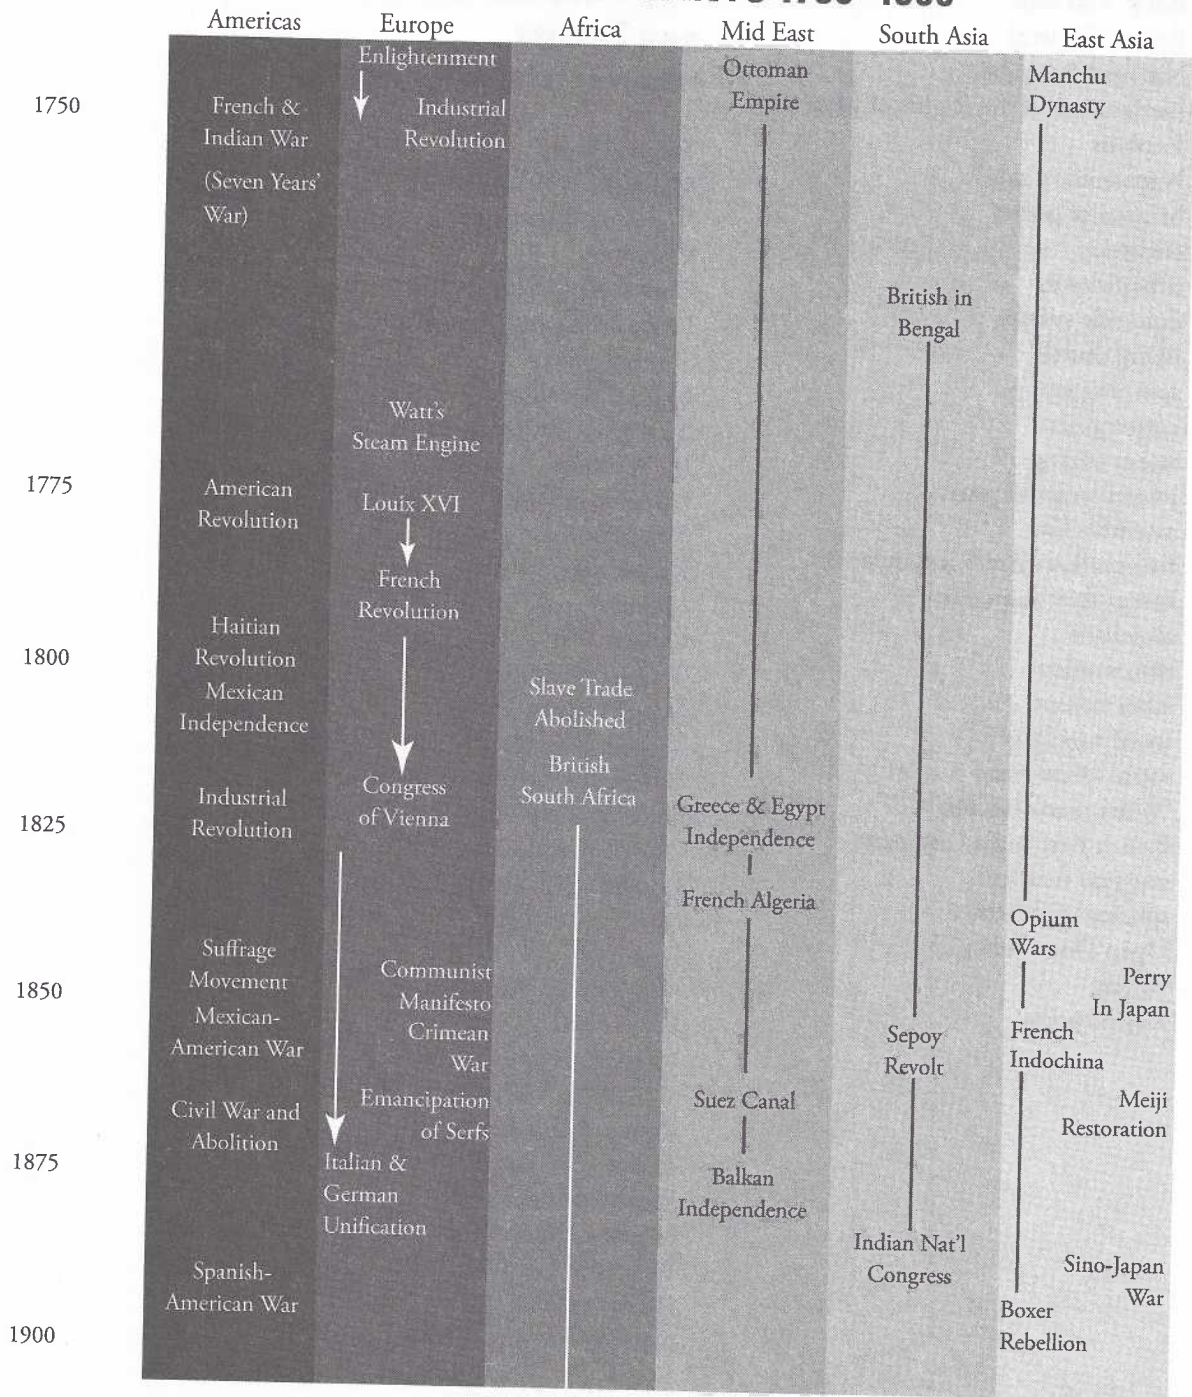 Americas
Europe
Africa
Mid East
South Asia
East Asia
1750
1775
1800
1825
1850
1875
1900
French &
Indian War
(Seven Years'
War)
American
Revolution
Haitian
Revolution
Mexican
Independence
Industrial
Revolution
Suffrage
Movement
Mexican-
American War
Civil War and
Abolition
Spanish-
American War
Enlightenment
Industrial
Revolution
Watt's
Steam Engine
Louix XVI
French
Revolution
Congress
of Vienna
Communist
Manifesto
Crimean
War
Emancipation
of Serfs
Italian &
German
Unification
Slave Trade
Abolished
British
South Africa
Ottoman
Empire
Greece & Egypt
Independence
French Algeria
Suez Canal
Balkan
Independence
British in
Bengal
Sepoy
Revolt
Indian Nat'l
Congress
Manchu
Dynasty
Opium
Wars
Perry
In Japan
French
Indochina
Meiji
Restoration
Sino-Japan
War
Boxer
Rebellion